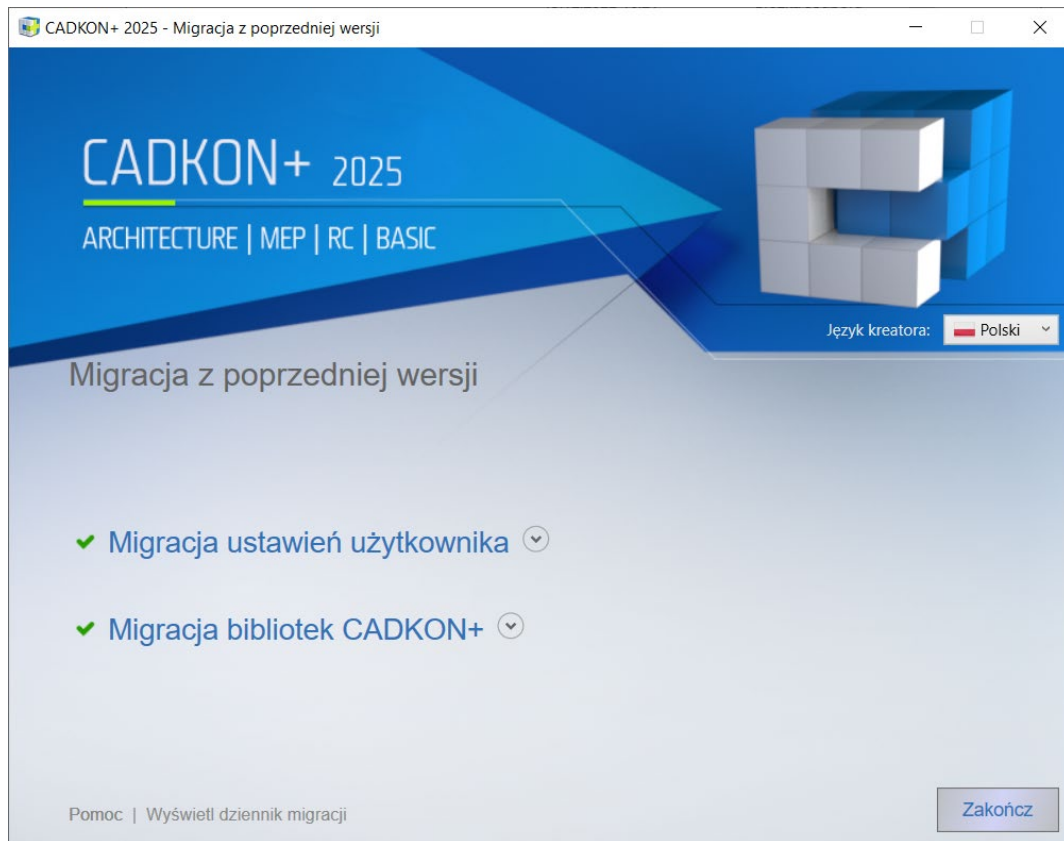 CADKON+ 2025 - Migracja z poprzedniej wersji
CADKON+ 2025
ARCHITECTURE | MEP | RC | BASIC
Język kreatora: Polski
Migracja z poprzedniej wersji
Migracja ustawień użytkownika
Migracja bibliotek CADKON+
Pomoc | Wyświetl dziennik migracji
Zakończ